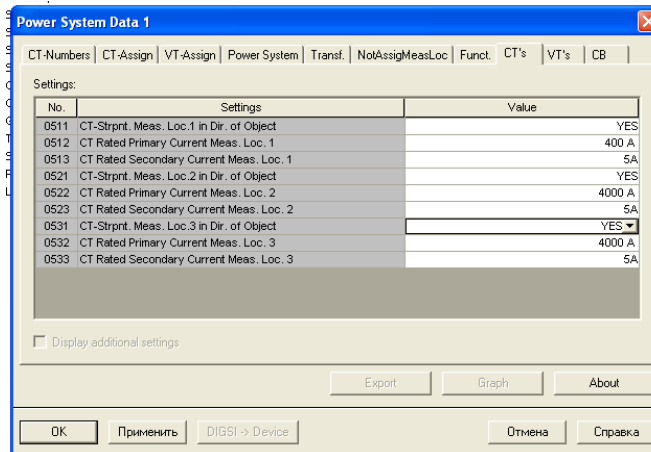 Power System Data 1
CT-Numbers CT-Assign VT-Assign Power System Transf. NotAssigMeasLoc Funct. CT's VT's CB
Settings:
No. Settings Value
0511 CT-Strpnt. Meas. Loc.1 in Dir. of Object YES
0512 CT Rated Primary Current Meas. Loc. 1 400 A
0513 CT Rated Secondary Current Meas. Loc. 1 5A
0521 CT-Strpnt. Meas. Loc.2 in Dir. of Object YES
0522 CT Rated Primary Current Meas. Loc. 2 4000 A
0523 CT Rated Secondary Current Meas. Loc. 2 5A
0531 CT-Strpnt. Meas. Loc.3 in Dir. of Object YES
0532 CT Rated Primary Current Meas. Loc. 3 4000 A
0533 CT Rated Secondary Current Meas. Loc. 3 5A
Display additional settings
Export Graph About
OK Применить DIGSI -> Device Отмена Справка